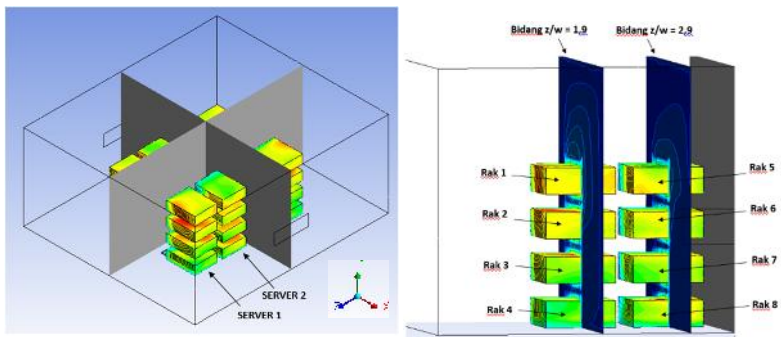 SERVER 2
SERVER 1
Bidang z/w = 1,9
Bidang z/w = 2,9
Rak 1
Rak 5
Rak 2
Rak 6
Rak 3
Rak 7
Rak 4
Rak 8